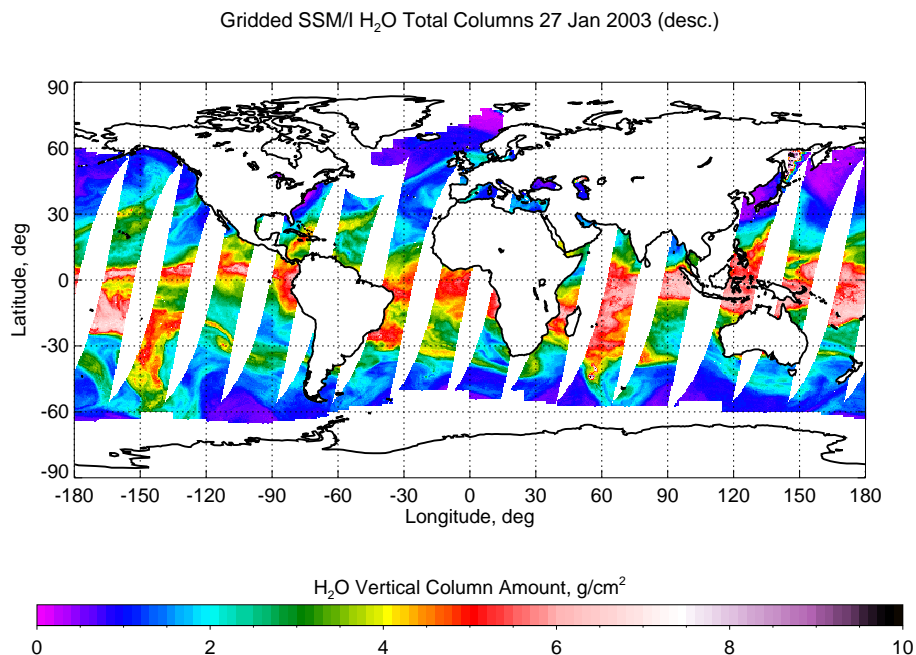 Gridded SSM/I H₂O Total Columns 27 Jan 2003 (desc.)
90
60
30
0
-30
-60
-90
Latitude, deg
-180 -150 -120 -90 -60 -30 0 30 60 90 120 150 180
Longitude, deg
H₂O Vertical Column Amount, g/cm²
0 2 4 6 8 10